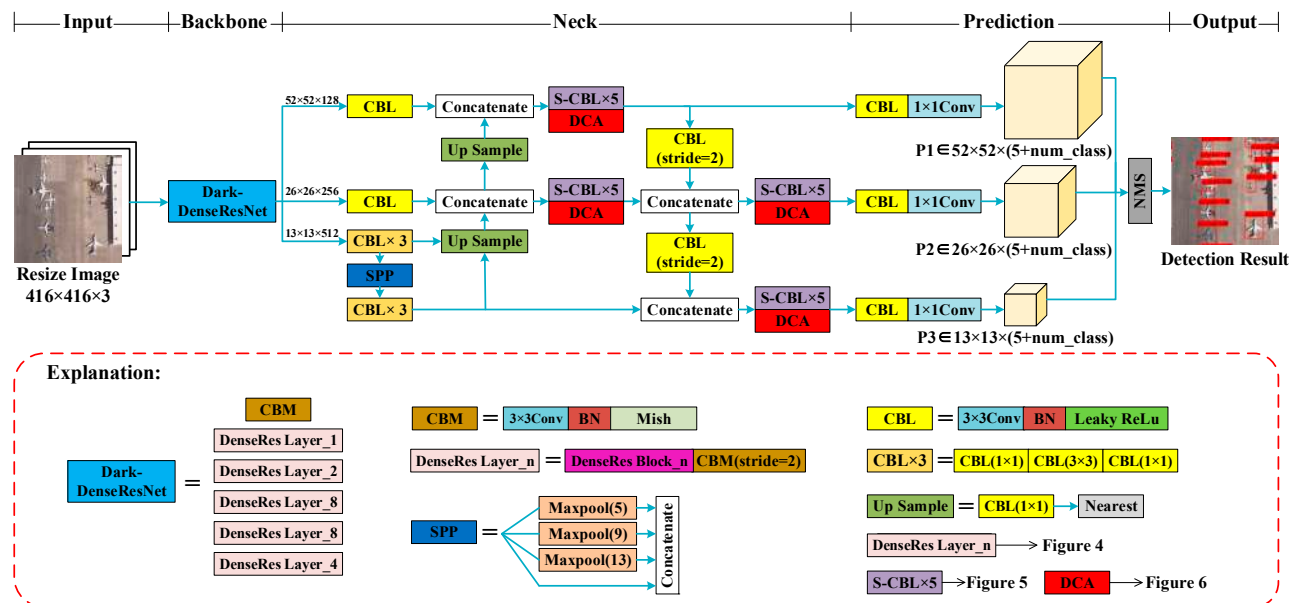 Input
Backbone
Neck
Prediction
Output
52×52×128
CBL
Concatenate
S-CBL×5
DCA
CBL
1×1Conv
Up Sample
CBL
(stride=2)
P1∈52×52×(5+num_class)
Dark-
DenseResNet
26×26×256
CBL
Concatenate
S-CBL×5
DCA
Concatenate
S-CBL×5
DCA
CBL
1×1Conv
NMS
13×13×512
CBL× 3
Up Sample
CBL
(stride=2)
P2∈26×26×(5+num_class)
Resize Image
416×416×3
Detection Result
SPP
CBL× 3
Concatenate
S-CBL×5
DCA
CBL
1×1Conv
P3∈13×13×(5+num_class)
Explanation:
Dark-
DenseResNet
=
CBM
DenseRes Layer_1
DenseRes Layer_2
DenseRes Layer_8
DenseRes Layer_8
DenseRes Layer_4
CBM = 3×3Conv BN Mish
DenseRes Layer_n = DenseRes Block_n CBM(stride=2)
SPP =
Maxpool(5)
Maxpool(9)
Maxpool(13)
Concatenate
CBL = 3×3Conv BN Leaky ReLu
CBL×3 = CBL(1×1) CBL(3×3) CBL(1×1)
Up Sample = CBL(1×1) Nearest
DenseRes Layer_n Figure 4
S-CBL×5 Figure 5 DCA Figure 6